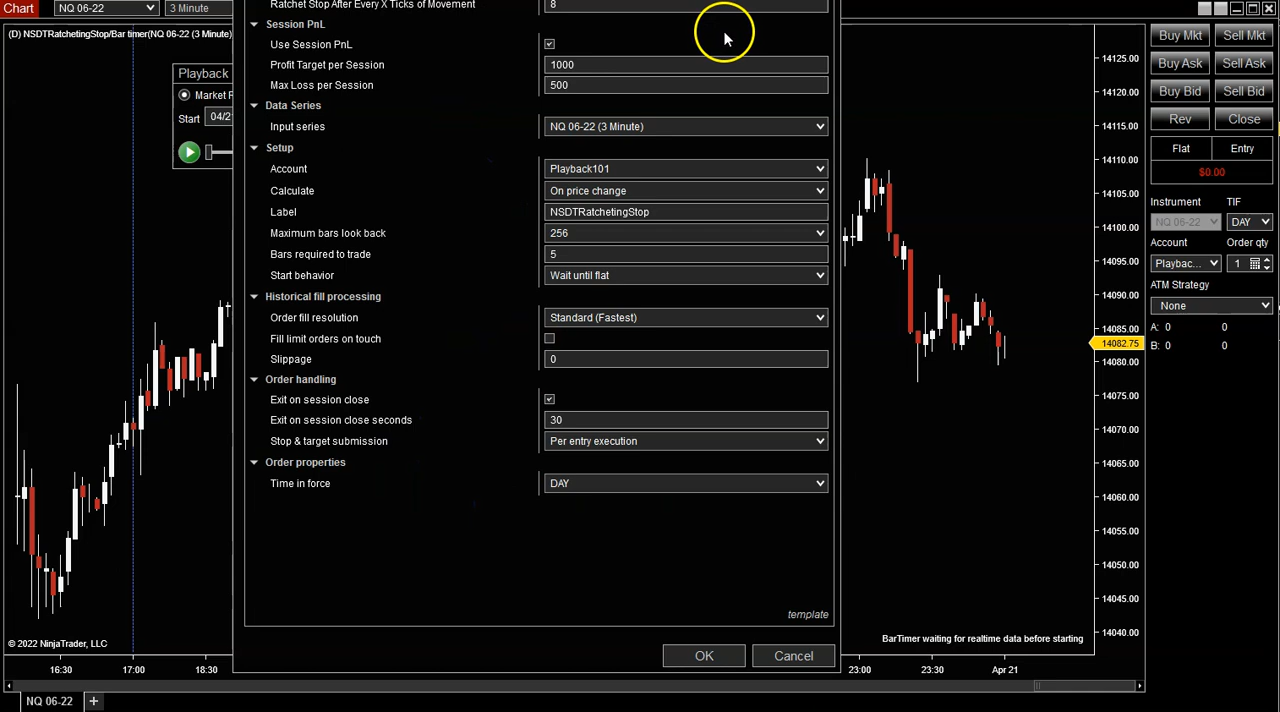 Chart NQ 06-22 3 Minute
(D) NSDTRatchetingStop/Bar timer(NQ 06-22 (3 Minute)
Playback
Market R
Start 04/2
Ratchet Stop After Every X Ticks of Movement 8
Session PnL
Use Session PnL
Profit Target per Session 1000
Max Loss per Session 500
Data Series
Input series NQ 06-22 (3 Minute)
Setup
Account Playback101
Calculate On price change
Label NSDTRatchetingStop
Maximum bars look back 256
Bars required to trade 5
Start behavior Wait until flat
Historical fill processing
Order fill resolution Standard (Fastest)
Fill limit orders on touch
Slippage 0
Order handling
Exit on session close
Exit on session close seconds 30
Stop & target submission Per entry execution
Order properties
Time in force DAY
template
OK Cancel
14125.00
14120.00
14115.00
14110.00
14105.00
14100.00
14095.00
14090.00
14085.00
14082.75
14080.00
14075.00
14070.00
14065.00
14060.00
14055.00
14050.00
14045.00
14040.00
Buy Mkt Sell Mkt
Buy Ask Sell Ask
Buy Bid Sell Bid
Rev Close
Flat Entry
$0.00
Instrument TIF
NQ 06-22 DAY
Account Order qty
Playbac... 1
ATM Strategy
None
A: 0 0
B: 0 0
© 2022 NinjaTrader, LLC
BarTimer waiting for realtime data before starting
16:30 17:00 18:30 23:00 23:30 Apr 21
NQ 06-22 +